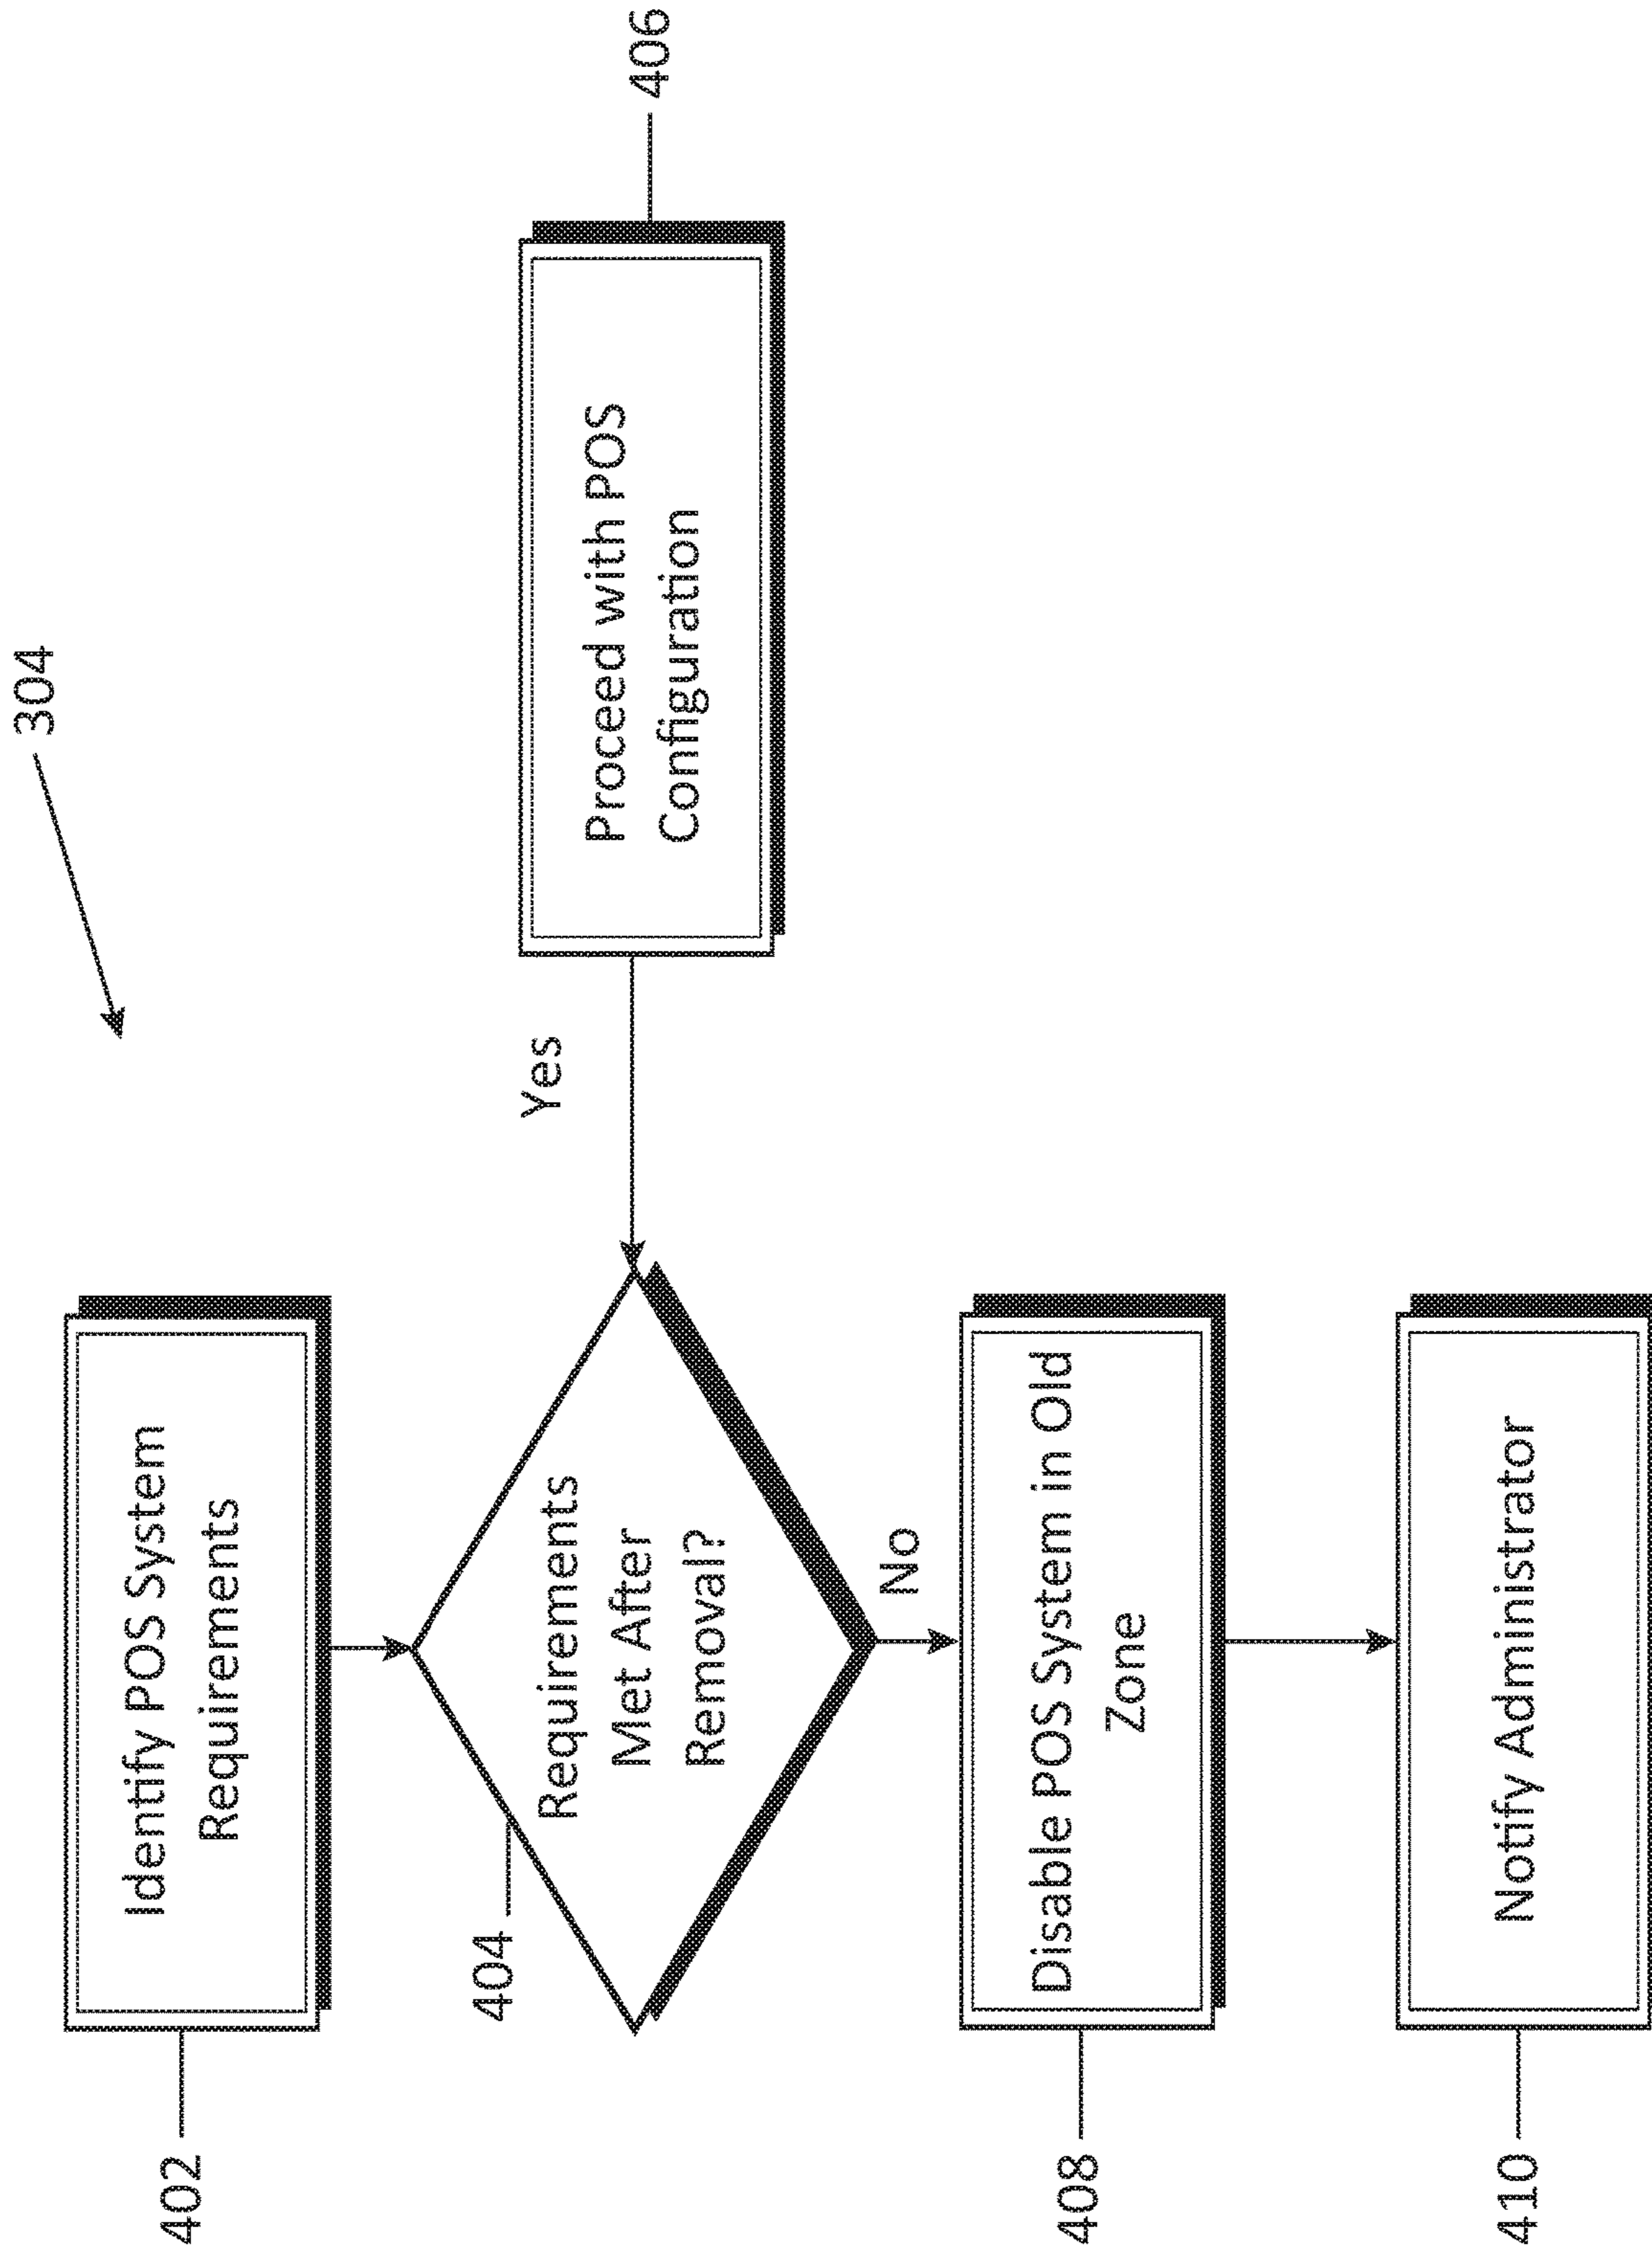 304
402
Identify POS System
Requirements
404
Requirements
Met After
Removal?
Yes
Proceed with POS
Configuration
406
No
408
Disable POS System in Old
Zone
410
Notify Administrator